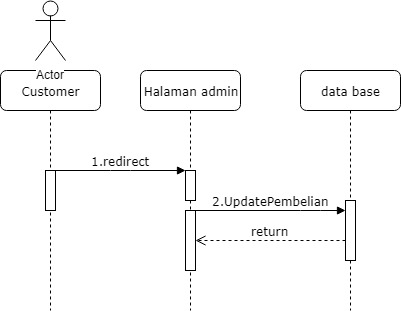 Actor
Customer
Halaman admin
data base
1.redirect
2.UpdatePembelian
return